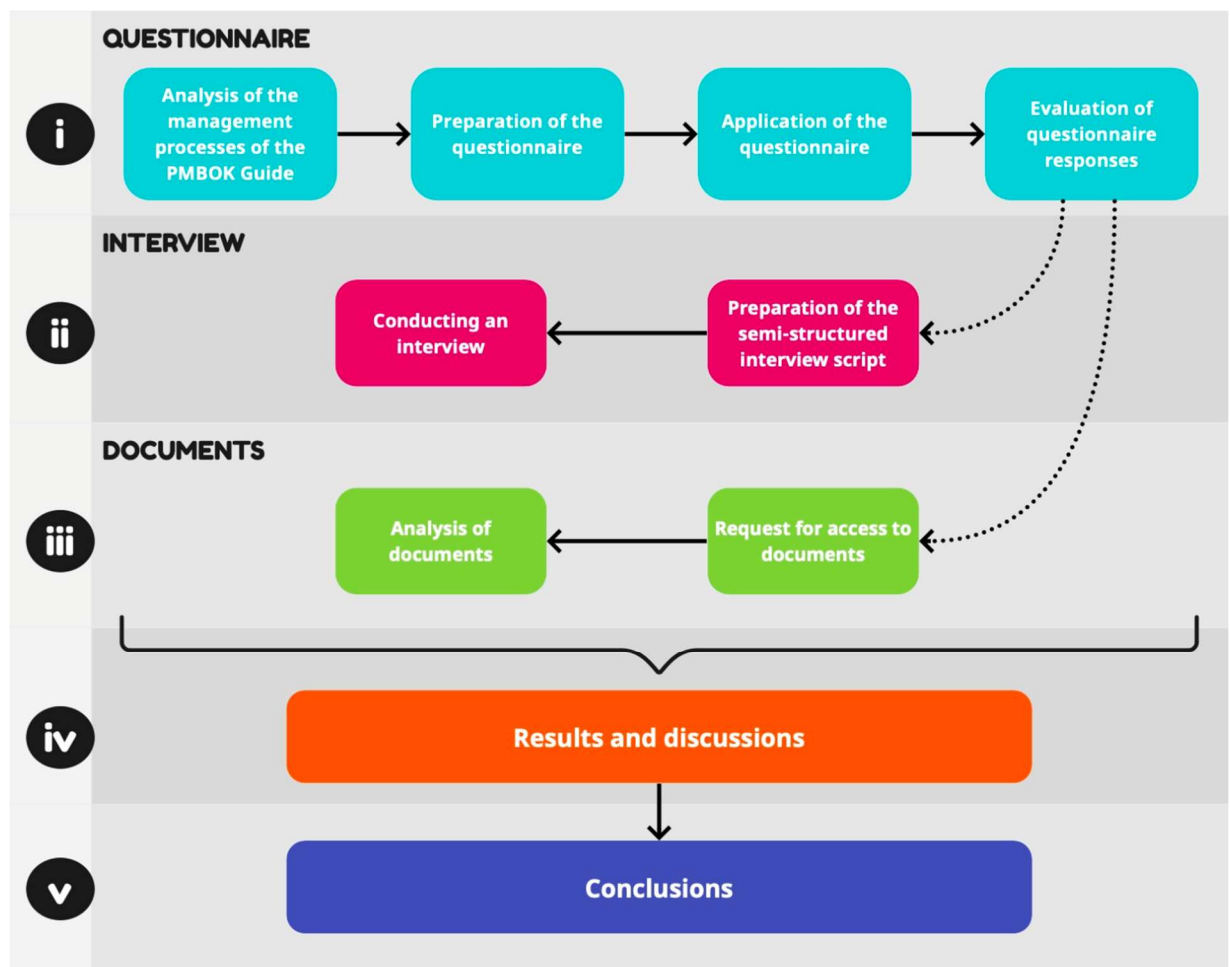 QUESTIONNAIRE
i
Analysis of the
management
processes of the
PMBOK Guide
Preparation of the
questionnaire
Application of the
questionnaire
Evaluation of
questionnaire
responses
INTERVIEW
ii
Conducting an
interview
Preparation of the
semi-structured
interview script
DOCUMENTS
iii
Analysis of
documents
Request for access to
documents
iv
Results and discussions
v
Conclusions